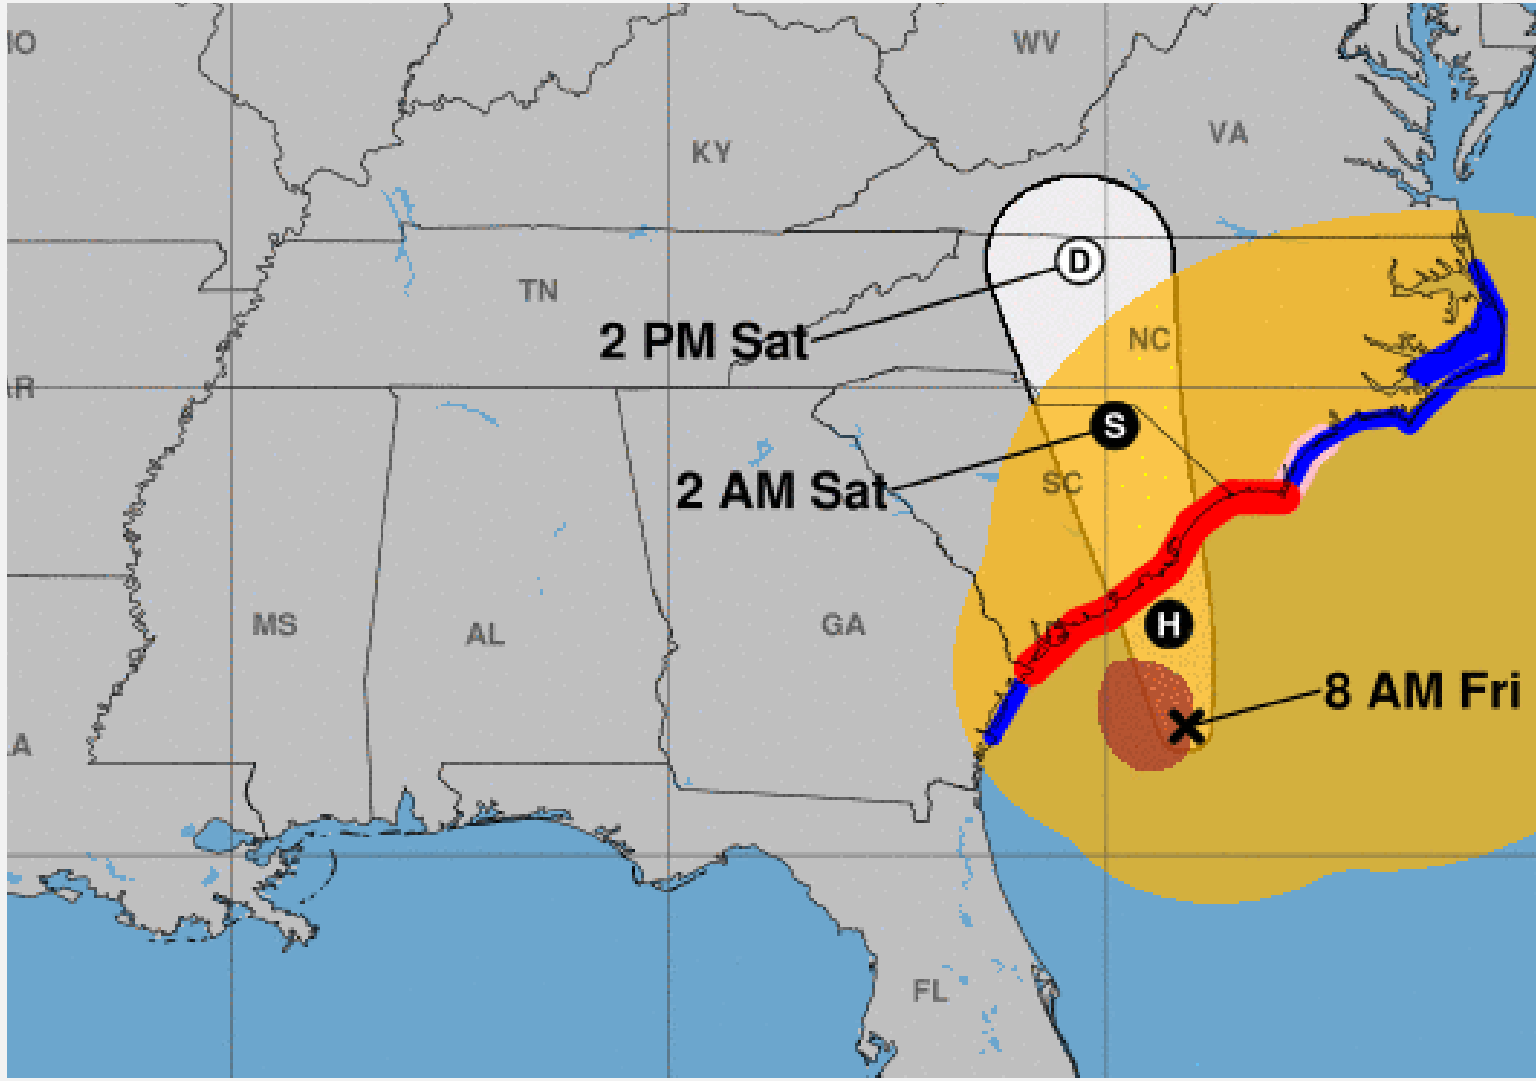 WV
VA
KY
D
TN
2 PM Sat
NC
S
2 AM Sat
SC
MS
AL
GA
H
8 AM Fri
FL